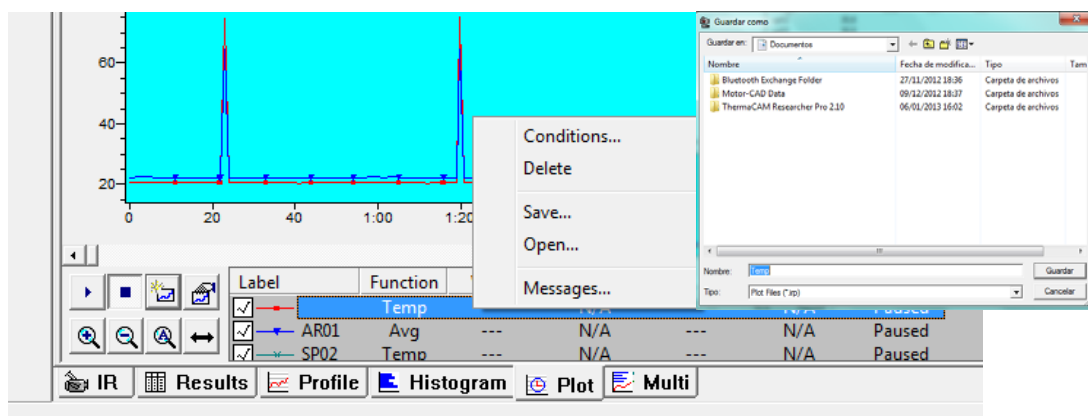 60
40
20
0 20 40 1:00 1:20
Conditions...
Delete
Save...
Open...
Messages...
Label Function
Temp N/A N/A Paused
AR01 Avg --- N/A --- N/A Paused
SP02 Temp --- N/A --- N/A Paused
IR Results Profile Histogram Plot Multi
Guardar como
Guardar en: Documentos
Nombre Fecha de modifica... Tipo Tam
Bluetooth Exchange Folder 27/11/2012 18:36 Carpeta de archivos
Motor-CAD Data 09/12/2012 18:37 Carpeta de archivos
ThermaCAM Researcher Pro 2.10 06/01/2013 16:02 Carpeta de archivos
Nombre: Temp Guardar
Tipo: Plot Files (*.irp) Cancelar